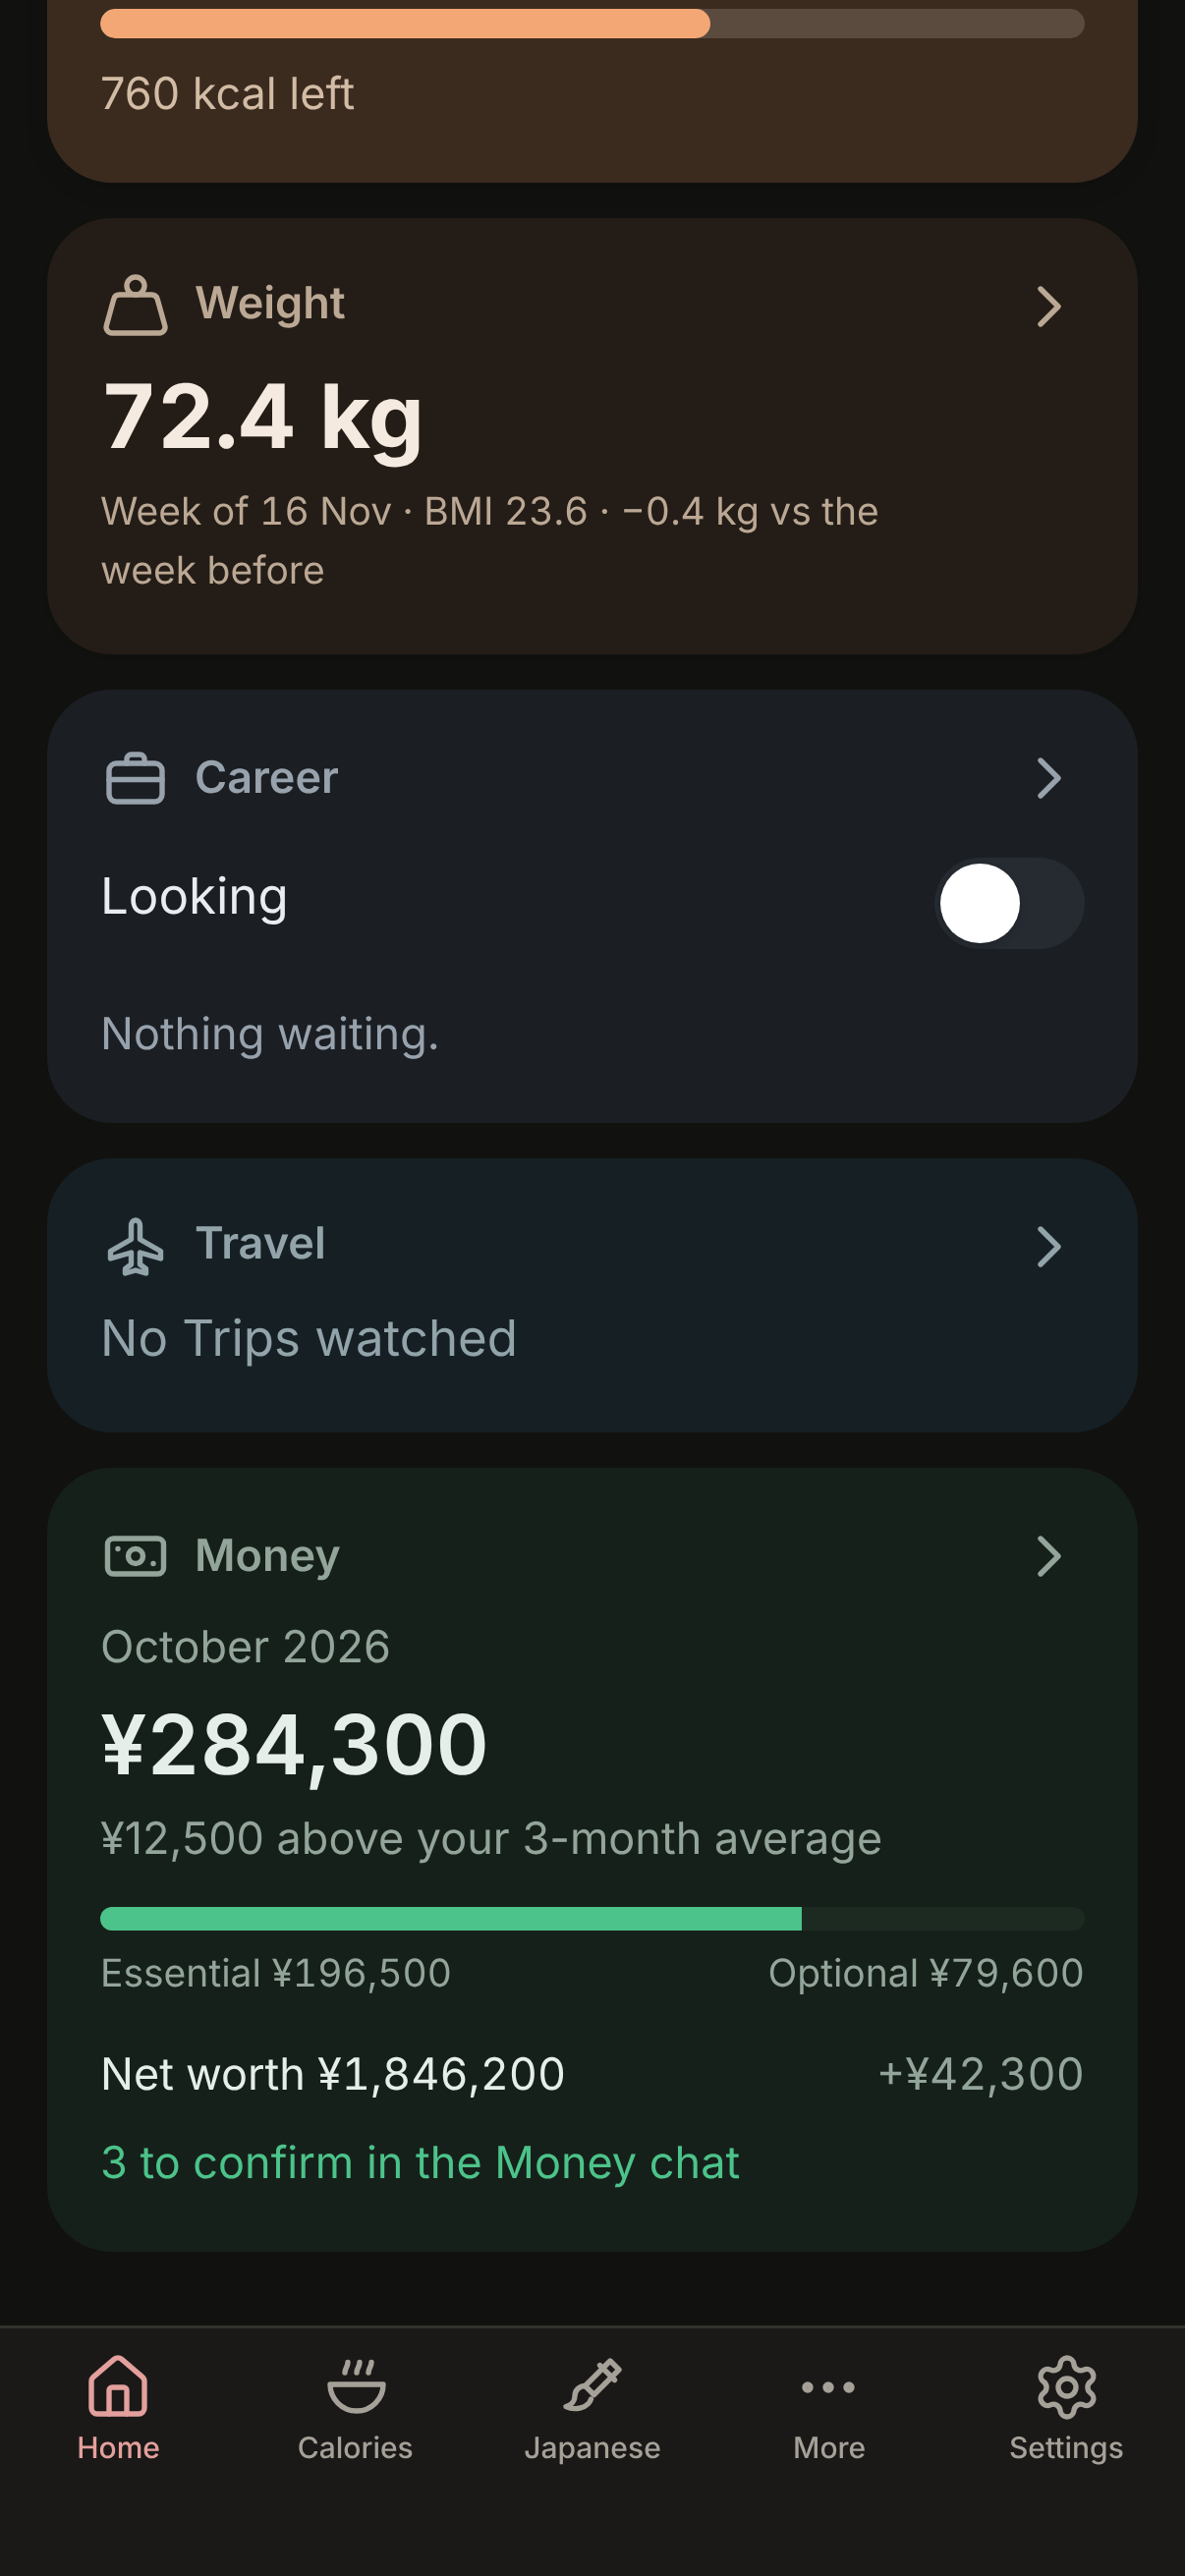 760 kcal left
Weight
72.4 kg
Week of 16 Nov · BMI 23.6 · −0.4 kg vs the
week before
Career
Looking
Nothing waiting.
Travel
No Trips watched
Money
October 2026
¥284,300
¥12,500 above your 3-month average
Essential ¥196,500 Optional ¥79,600
Net worth ¥1,846,200 +¥42,300
3 to confirm in the Money chat
Home Calories Japanese More Settings